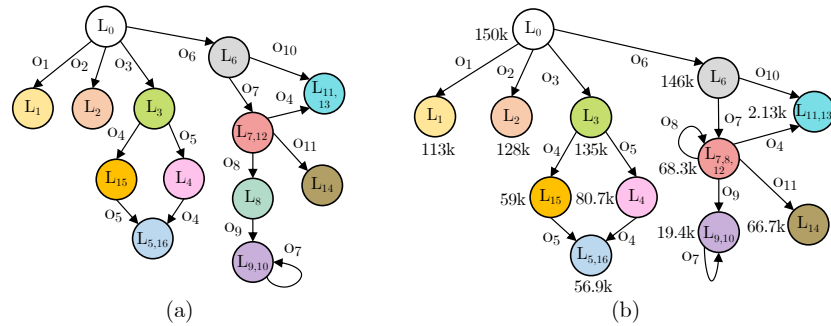 L0
O1
O2
O3
O6
L6
O10
L1
L2
L3
O7
L11,
13
O4
O4
O5
L7,12
O11
O8
L15
L4
L8
L14
O5
O4
O9
L5,16
L9,10
O7
(a)
150k
L0
O1
O2
O3
O6
L6
146k
O10
L1
L2
L3
O7
2.13k
L11,13
113k
128k
135k
O8
O4
O4
O5
L7,8,
12
68.3k
O11
59k
L15
80.7k
L4
O9
O5
O4
19.4k
L9,10
66.7k
L14
L5,16
O7
56.9k
(b)